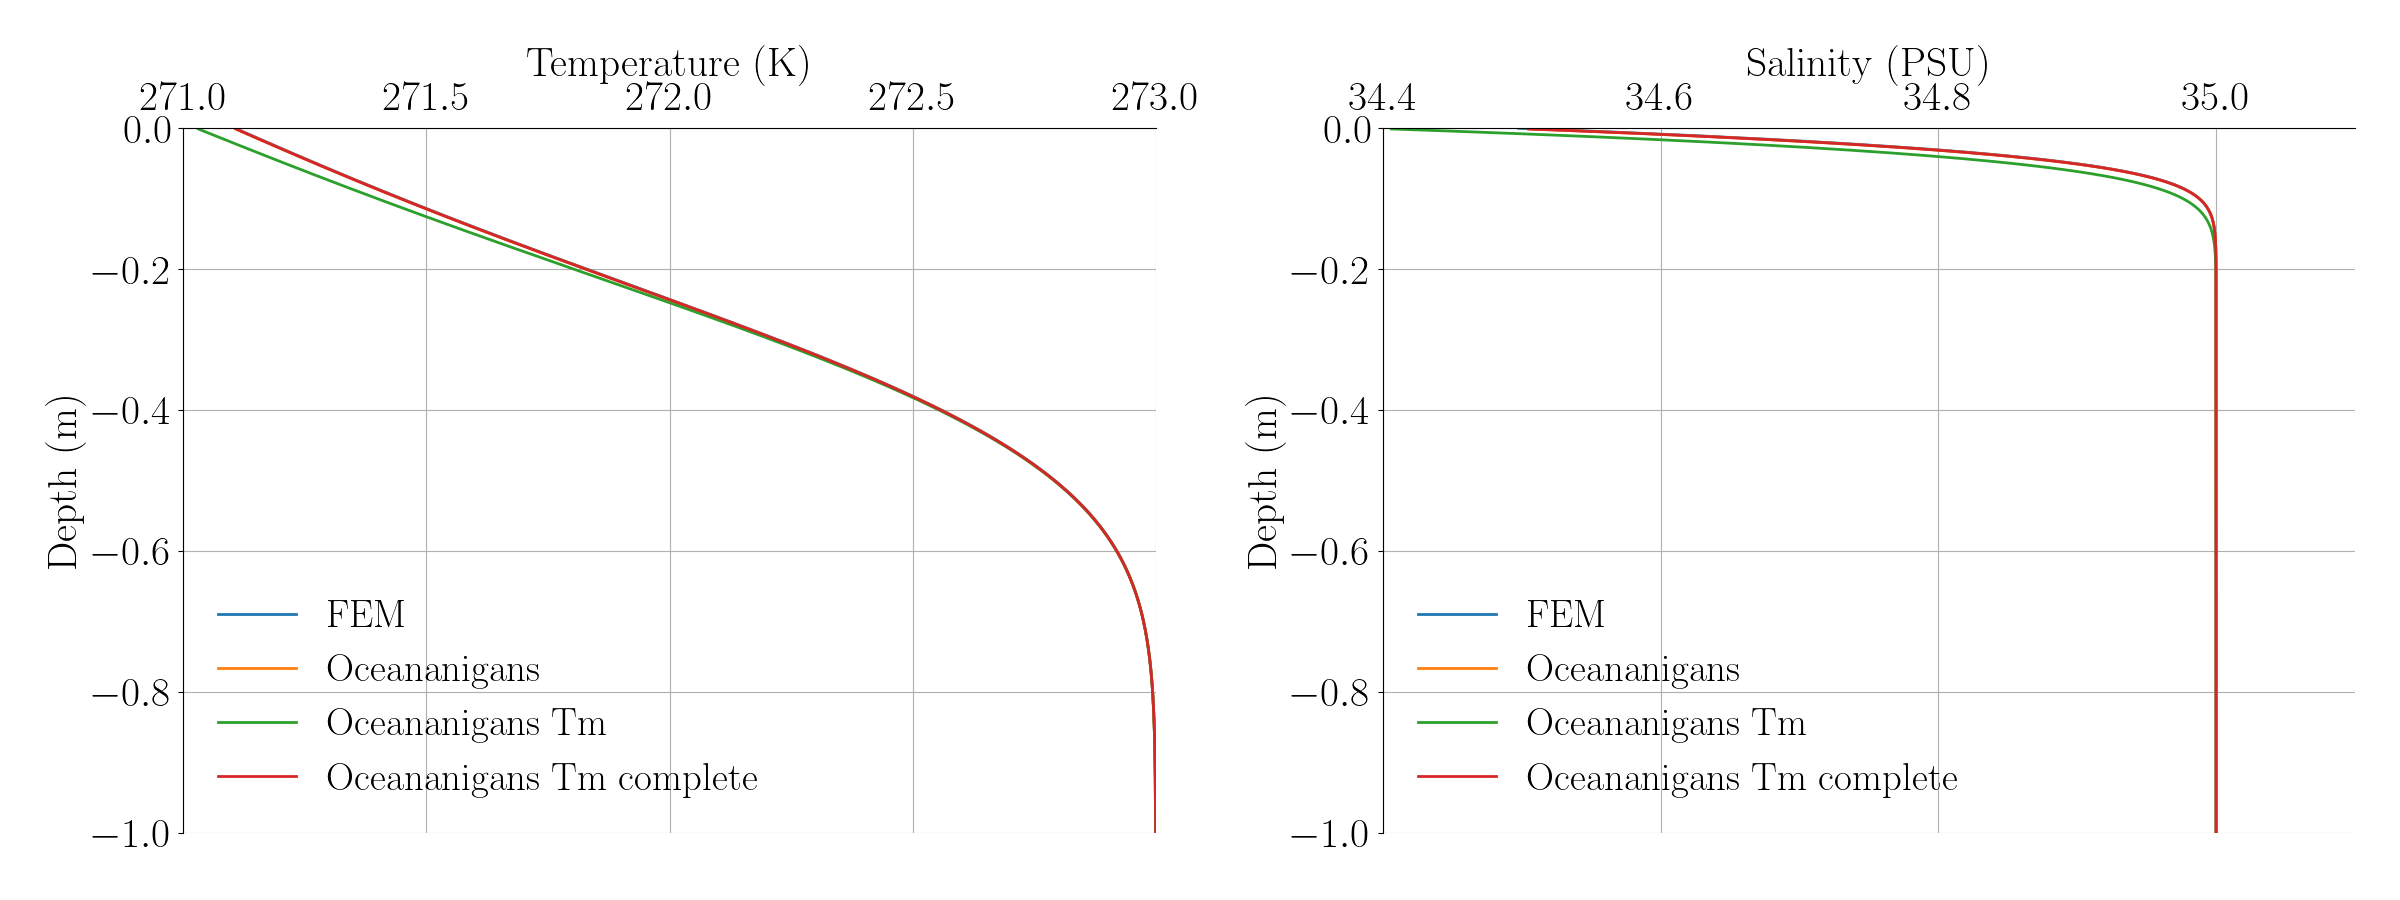 Temperature (K)
271.0 271.5 272.0 272.5 273.0
0.0
−0.2
−0.4
−0.6
−0.8
−1.0
Depth (m)
FEM
Oceananigans
Oceananigans Tm
Oceananigans Tm complete
Salinity (PSU)
34.4 34.6 34.8 35.0
0.0
−0.2
−0.4
−0.6
−0.8
−1.0
Depth (m)
FEM
Oceananigans
Oceananigans Tm
Oceananigans Tm complete